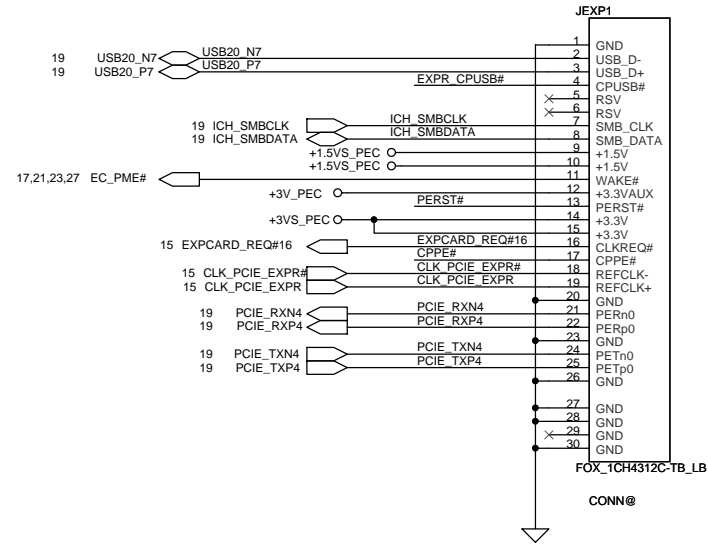 JEXP1
1 GND
19 USB20_N7 USB20_N7 2 USB_D-
19 USB20_P7 USB20_P7 3 USB_D+
EXPR_CPUSB# 4 CPUSB#
5 RSV
6 RSV
19 ICH_SMBCLK ICH_SMBCLK 7 SMB_CLK
19 ICH_SMBDATA ICH_SMBDATA 8 SMB_DATA
+1.5VS_PEC 9 +1.5V
+1.5VS_PEC 10 +1.5V
17,21,23,27 EC_PME# 11 WAKE#
+3V_PEC 12 +3.3VAUX
PERST# 13 PERST#
+3VS_PEC 14 +3.3V
15 +3.3V
15 EXPCARD_REQ#16 EXPCARD_REQ#16 16 CLKREQ#
CPPE# 17 CPPE#
15 CLK_PCIE_EXPR# CLK_PCIE_EXPR# 18 REFCLK-
15 CLK_PCIE_EXPR CLK_PCIE_EXPR 19 REFCLK+
20 GND
19 PCIE_RXN4 PCIE_RXN4 21 PERn0
19 PCIE_RXP4 PCIE_RXP4 22 PERp0
23 GND
19 PCIE_TXN4 PCIE_TXN4 24 PETn0
19 PCIE_TXP4 PCIE_TXP4 25 PETp0
26 GND
27 GND
28 GND
29 GND
30 GND
FOX_1CH4312C-TB_LB
CONN@